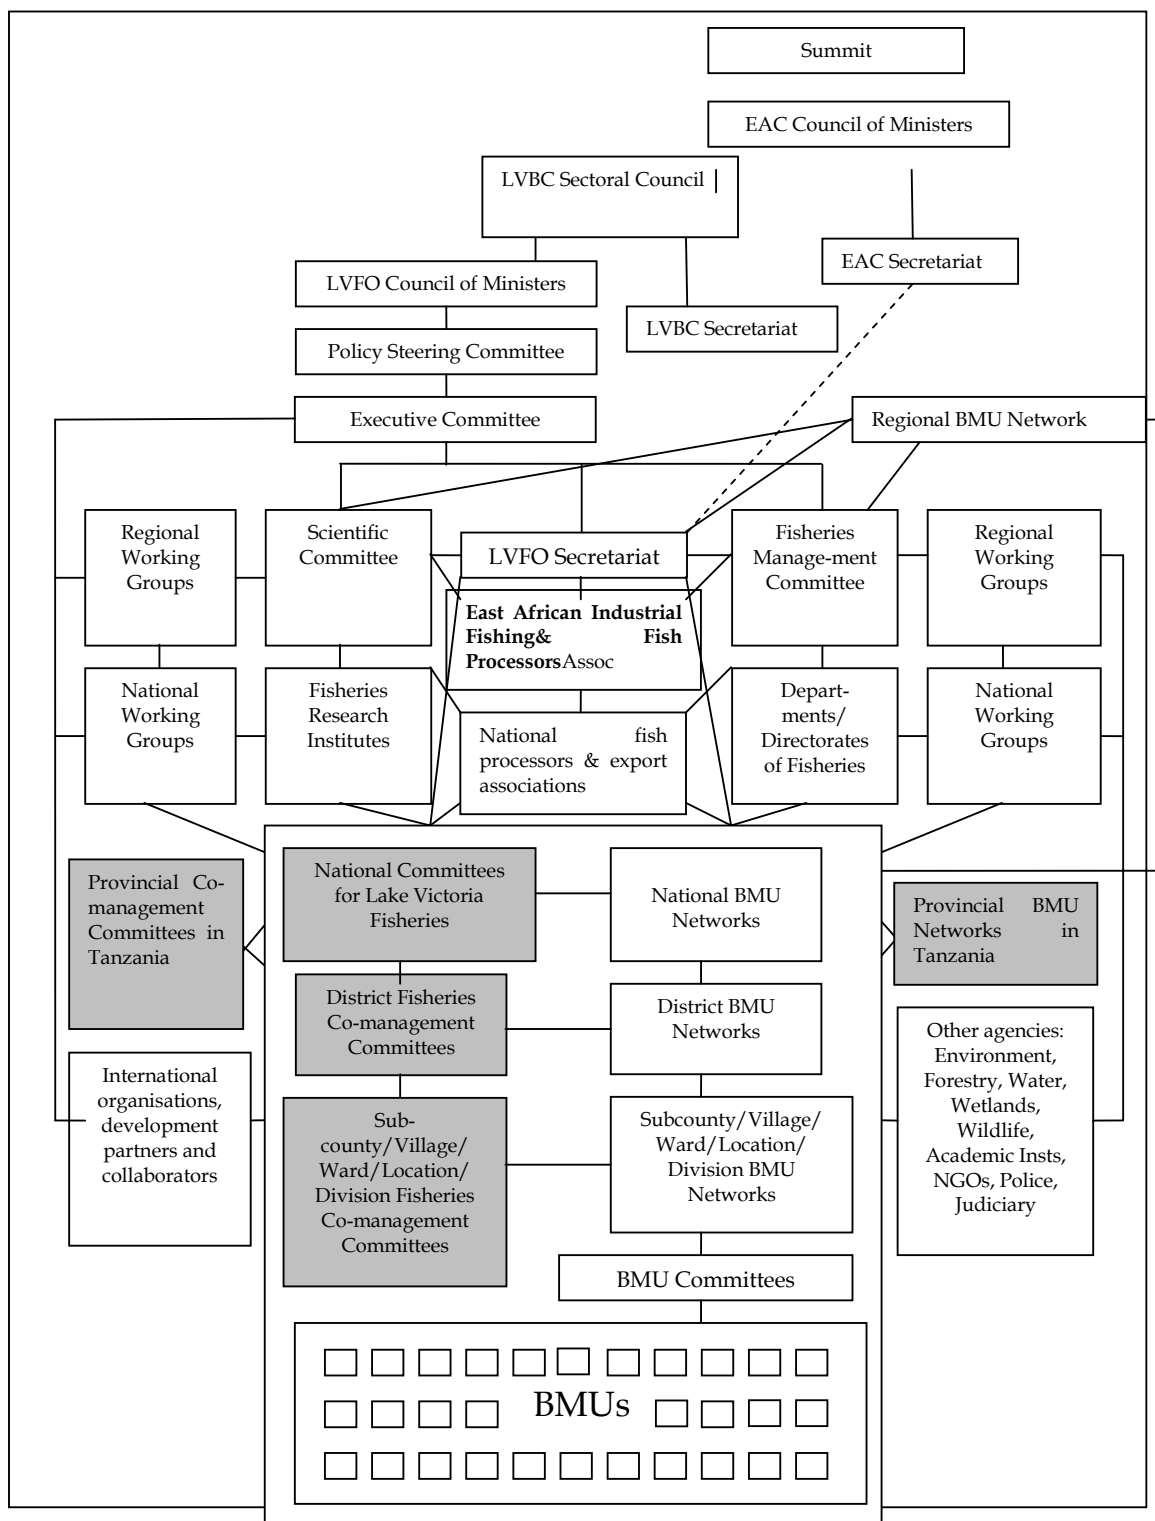 Summit
EAC Council of Ministers
LVBC Sectoral Council
EAC Secretariat
LVFO Council of Ministers
LVBC Secretariat
Policy Steering Committee
Executive Committee
Regional BMU Network
Regional
Working
Groups
Scientific
Committee
LVFO Secretariat
Fisheries
Manage-ment
Committee
Regional
Working
Groups
East African Industrial
Fishing& Fish
ProcessorsAssoc
National
Working
Groups
Fisheries
Research
Institutes
National fish
processors & export
associations
Depart-
ments/
Directorates
of Fisheries
National
Working
Groups
Provincial Co-
management
Committees in
Tanzania
National Committees
for Lake Victoria
Fisheries
National BMU
Networks
Provincial BMU
Networks in
Tanzania
District Fisheries
Co-management
Committees
District BMU
Networks
International
organisations,
development
partners and
collaborators
Sub-
county/Village/
Ward/Location/
Division Fisheries
Co-management
Committees
Subcounty/Village/
Ward/Location/
Division BMU
Networks
Other agencies:
Environment,
Forestry, Water,
Wetlands,
Wildlife,
Academic Insts,
NGOs, Police,
Judiciary
BMU Committees
BMUs